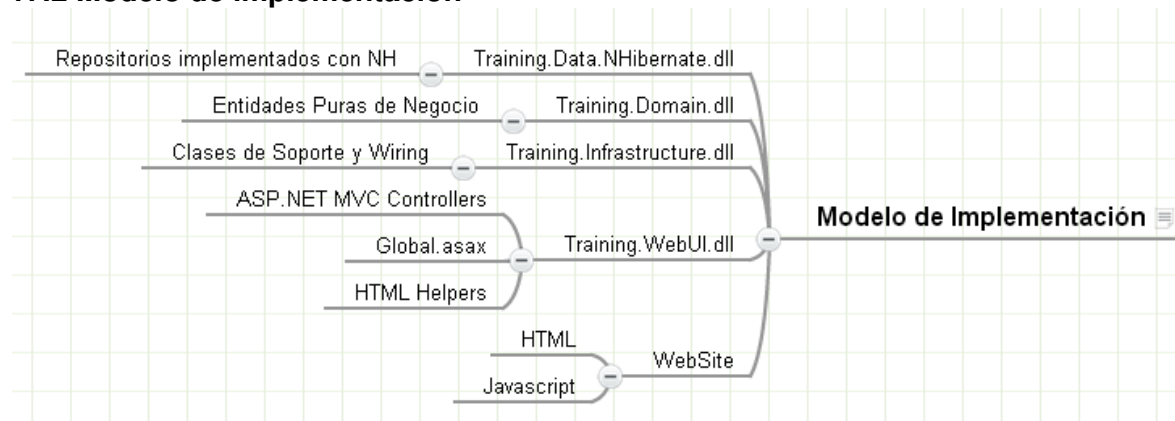 Repositorios implementados con NH
Training.Data.NHibernate.dll
Entidades Puras de Negocio
Training.Domain.dll
Clases de Soporte y Wiring
Training.Infrastructure.dll
ASP.NET MVC Controllers
Global.asax
HTML Helpers
Training.WebUI.dll
HTML
Javascript
WebSite
Modelo de Implementación